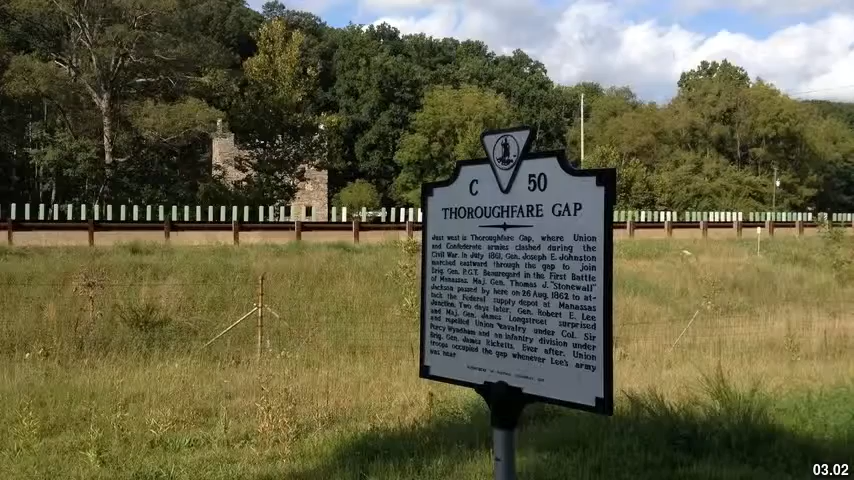 C 50
THOROUGHFARE GAP
Just west is Thoroughfare Gap, where Union
and Confederate armies clashed during the
Civil War. In July 1861, Gen. Joseph E. Johnston
marched eastward through the gap to join
Brig. Gen. P.G.T. Beauregard in the First Battle
of Manassas. Maj. Gen. Thomas J. "Stonewall"
Jackson passed by here on 26 Aug. 1862 to at-
tack the Federal supply depot at Manassas
Junction. Two days later, Gen. Robert E. Lee
and Maj. Gen. James Longstreet surprised
and repelled Union cavalry under Col. Sir
Percy Wyndham and an infantry division under
Brig. Gen. James Ricketts. Ever after, Union
troops occupied the gap whenever Lee's army
was near.
03.02